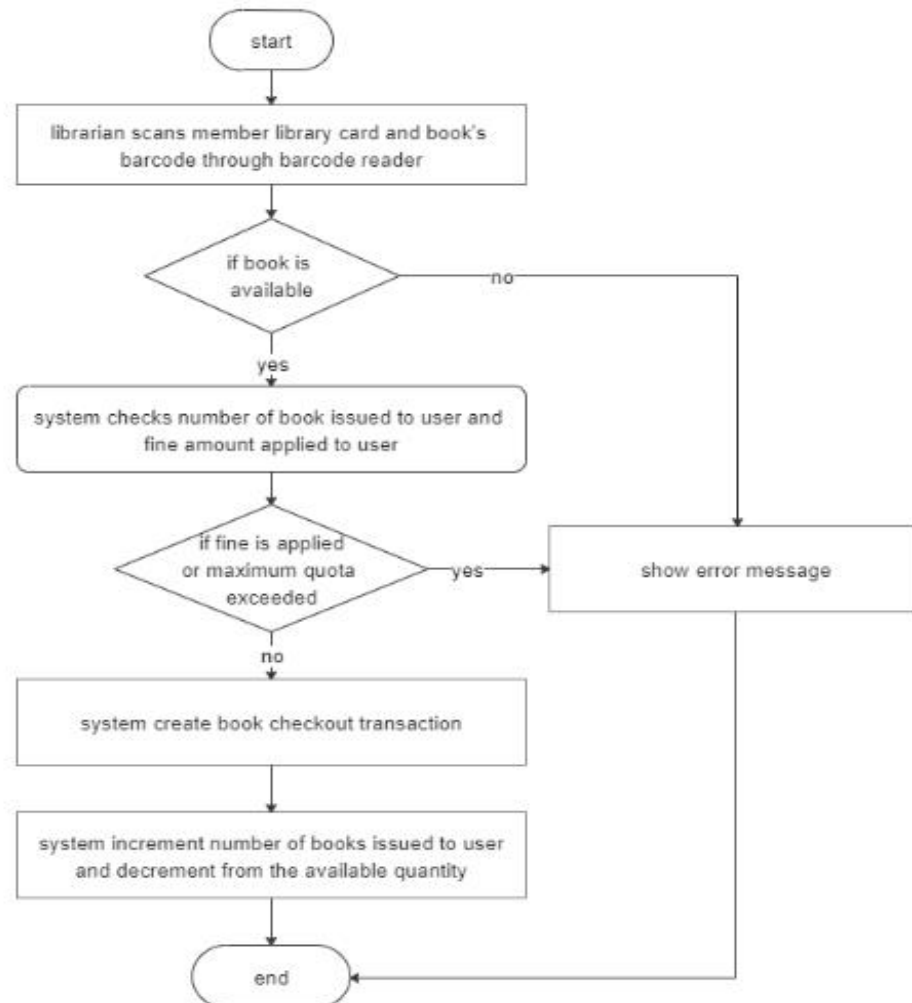 start
librarian scans member library card and book's
barcode through barcode reader
if book is
available
no
yes
system checks number of book issued to user and
fine amount applied to user
if fine is applied
or maximum quota
exceeded
yes
show error message
no
system create book checkout transaction
system increment number of books issued to user
and decrement from the available quantity
end